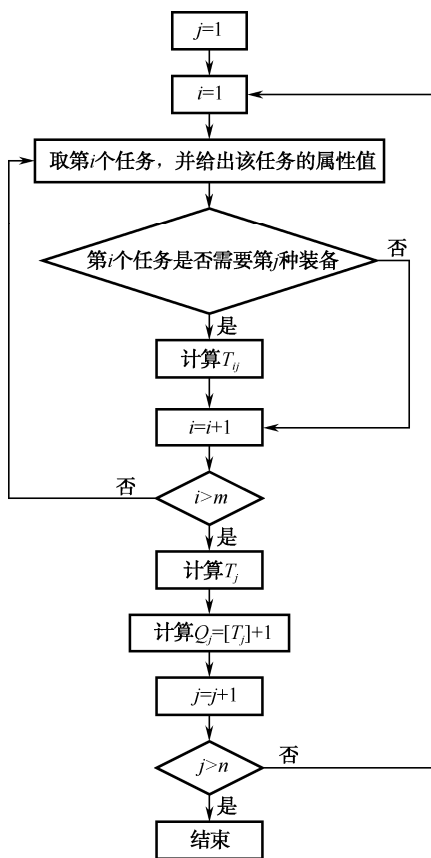 j=1
i=1
取第i个任务，并给出该任务的属性值
第i个任务是否需要第j种装备
否
是
计算Tij
i=i+1
否
i>m
是
计算Tj
计算Qj=[Tj]+1
j=j+1
j>n
否
是
结束